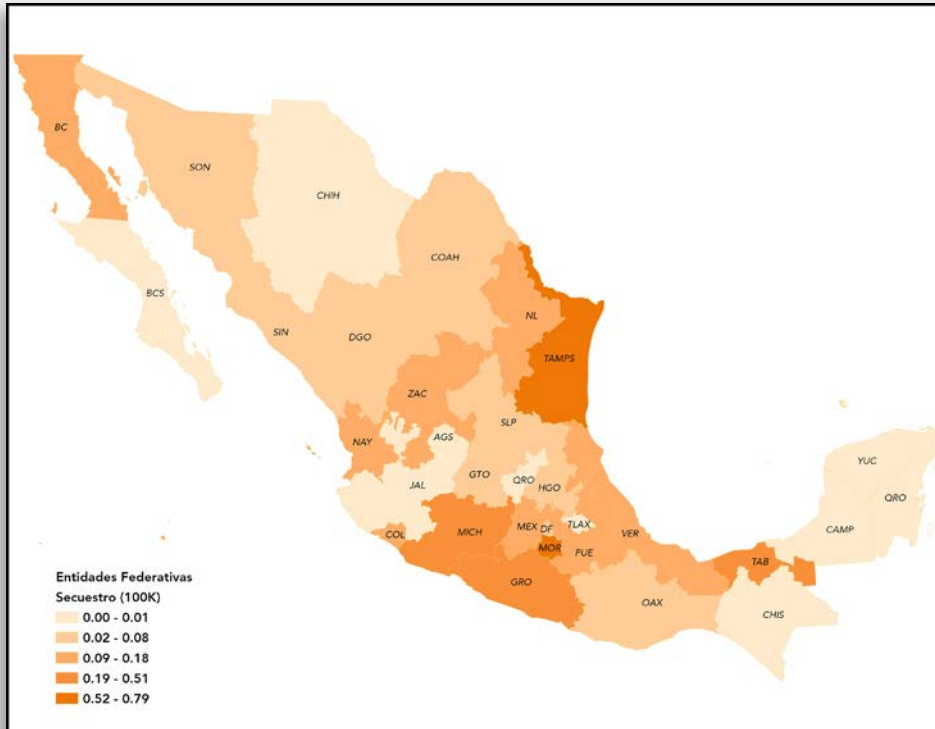 BC
SON
CHIH
COAH
BCS
NL
SIN
DGO
TAMPS
ZAC
SLP
NAY
AGS
GTO
QRO
HGO
JAL
YUC
QRO
COL
MICH
MEX
DF
TLAX
VER
CAMP
MOR
PUE
TAB
GRO
OAX
CHIS
Entidades Federativas
Secuestro (100K)
0.00 - 0.01
0.02 - 0.08
0.09 - 0.18
0.19 - 0.51
0.52 - 0.79